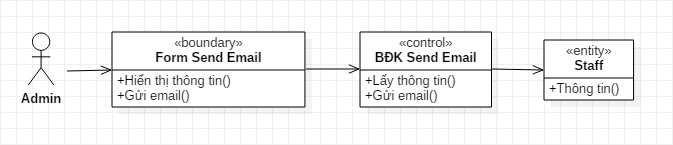 Admin
«boundary»
Form Send Email
+Hiển thị thông tin()
+Gửi email()
«control»
BĐK Send Email
+Lấy thông tin()
+Gửi email()
«entity»
Staff
+Thông tin()